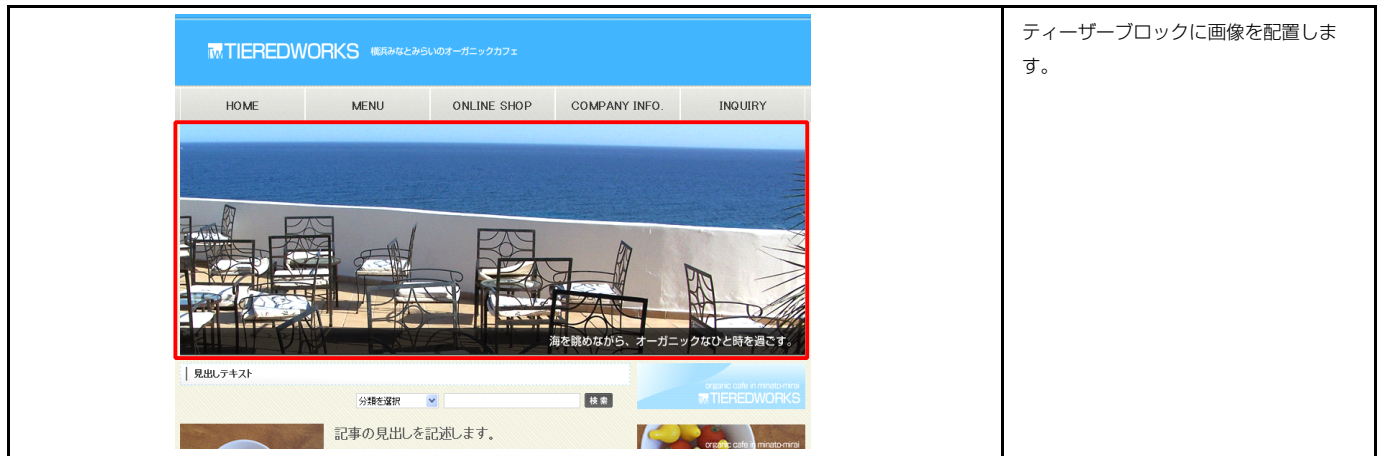 TW TIEREDWORKS 横浜みなとみらいのオーガニックカフェ
HOME MENU ONLINE SHOP COMPANY INFO. INQUIRY
海を眺めながら、オーガニックなひと時を過ごす。
見出しテキスト
分類を選択 検索
organic cafe in minato-mirai
TW TIEREDWORKS
記事の見出しを記述します。
organic cafe in minato-mirai
ティーザーブロックに画像を配置しま
す。